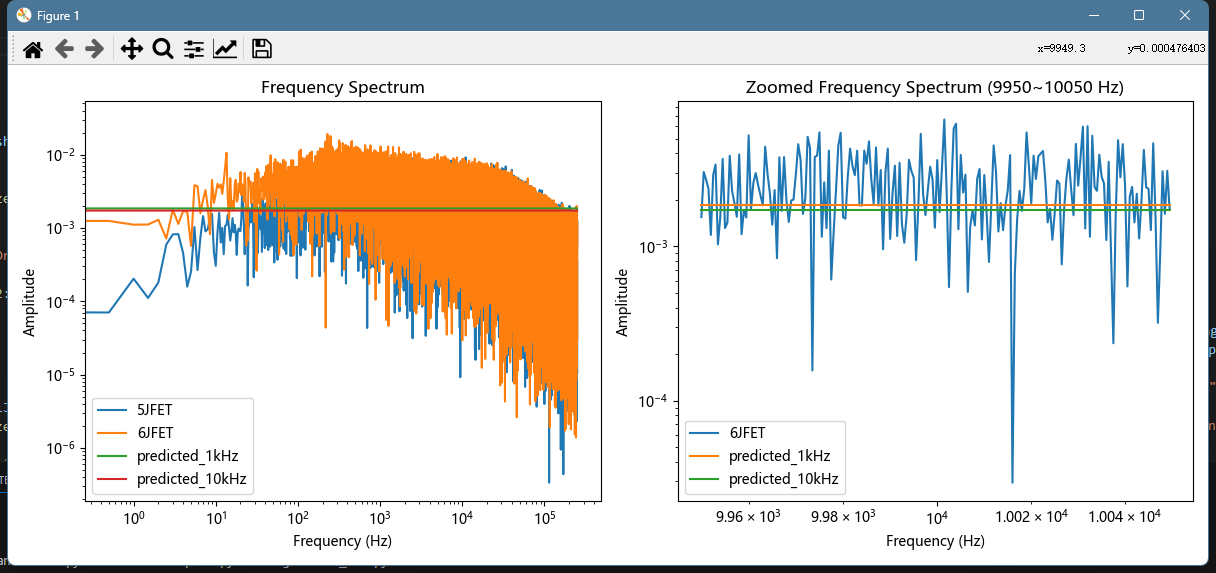 Figure 1
x=9949.3 y=0.000476403
Frequency Spectrum
Amplitude
10⁻²
10⁻³
10⁻⁴
10⁻⁵
10⁻⁶
5JFET
6JFET
predicted_1kHz
predicted_10kHz
10⁰ 10¹ 10² 10³ 10⁴ 10⁵
Frequency (Hz)
Zoomed Frequency Spectrum (9950~10050 Hz)
Amplitude
10⁻³
10⁻⁴
6JFET
predicted_1kHz
predicted_10kHz
9.96 × 10³ 9.98 × 10³ 10⁴ 1.002 × 10⁴ 1.004 × 10⁴
Frequency (Hz)